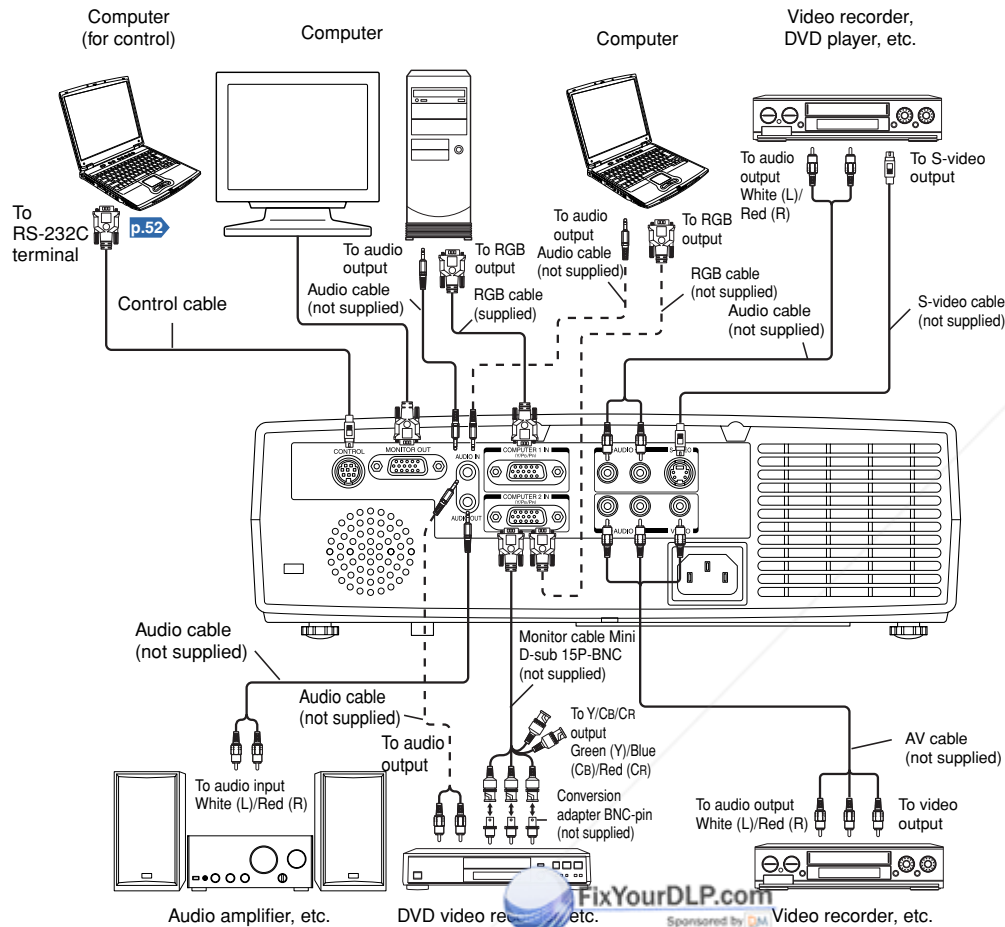 Computer
(for control)
Computer
Computer
Video recorder,
DVD player, etc.
To
RS-232C
terminal
p.52
To audio
output
Audio cable
(not supplied)
To RGB
output
RGB cable
(supplied)
To audio
output
Audio cable
(not supplied)
To RGB
output
RGB cable
(not supplied)
To audio
output
White (L)/
Red (R)
To S-video
output
Audio cable
(not supplied)
S-video cable
(not supplied)
Control cable
CONTROL
MONITOR OUT
AUDIO IN
COMPUTER 1 IN
(Y/PB/PR)
AUDIO
COMPUTER 2 IN
(Y/PB/PR)
AUDIO
Audio cable
(not supplied)
Audio cable
(not supplied)
To audio
output
Monitor cable Mini
D-sub 15P-BNC
(not supplied)
To Y/CB/CR
output
Green (Y)/Blue
(CB)/Red (CR)
Conversion
adapter BNC-pin
(not supplied)
AV cable
(not supplied)
To audio input
White (L)/Red (R)
To audio output
White (L)/Red (R)
To video
output
Audio amplifier, etc.
DVD video etc.
Video recorder, etc.
FixYourDLP.com
Sponsored by DM